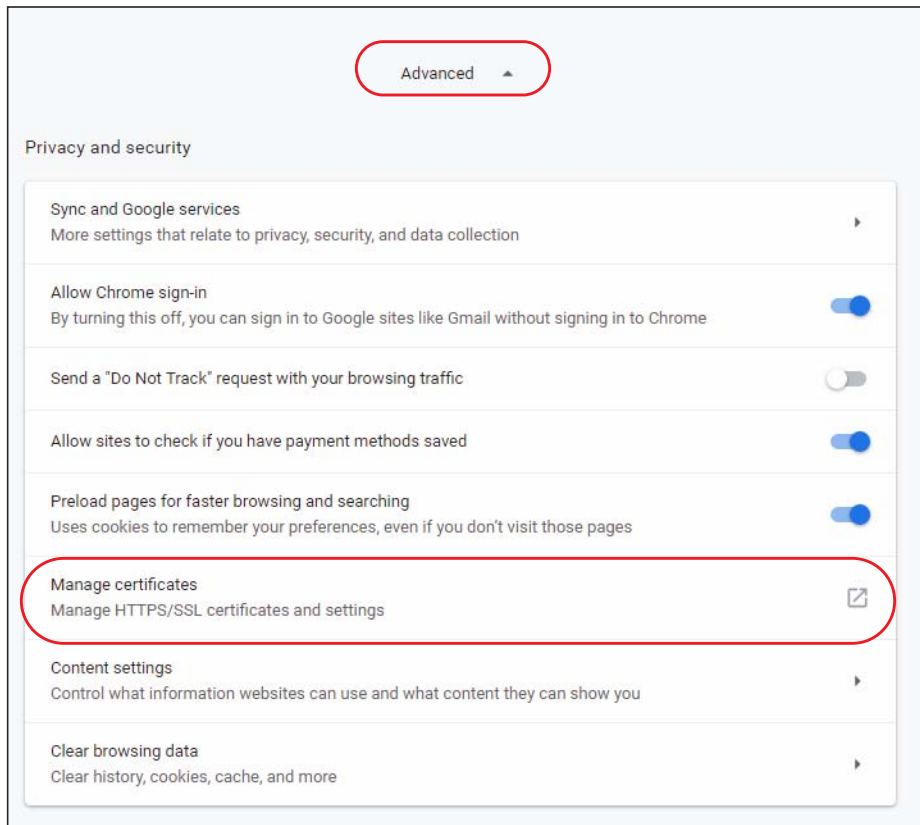 Advanced
Privacy and security
Sync and Google services
More settings that relate to privacy, security, and data collection
Allow Chrome sign-in
By turning this off, you can sign in to Google sites like Gmail without signing in to Chrome
Send a "Do Not Track" request with your browsing traffic
Allow sites to check if you have payment methods saved
Preload pages for faster browsing and searching
Uses cookies to remember your preferences, even if you don’t visit those pages
Manage certificates
Manage HTTPS/SSL certificates and settings
Content settings
Control what information websites can use and what content they can show you
Clear browsing data
Clear history, cookies, cache, and more